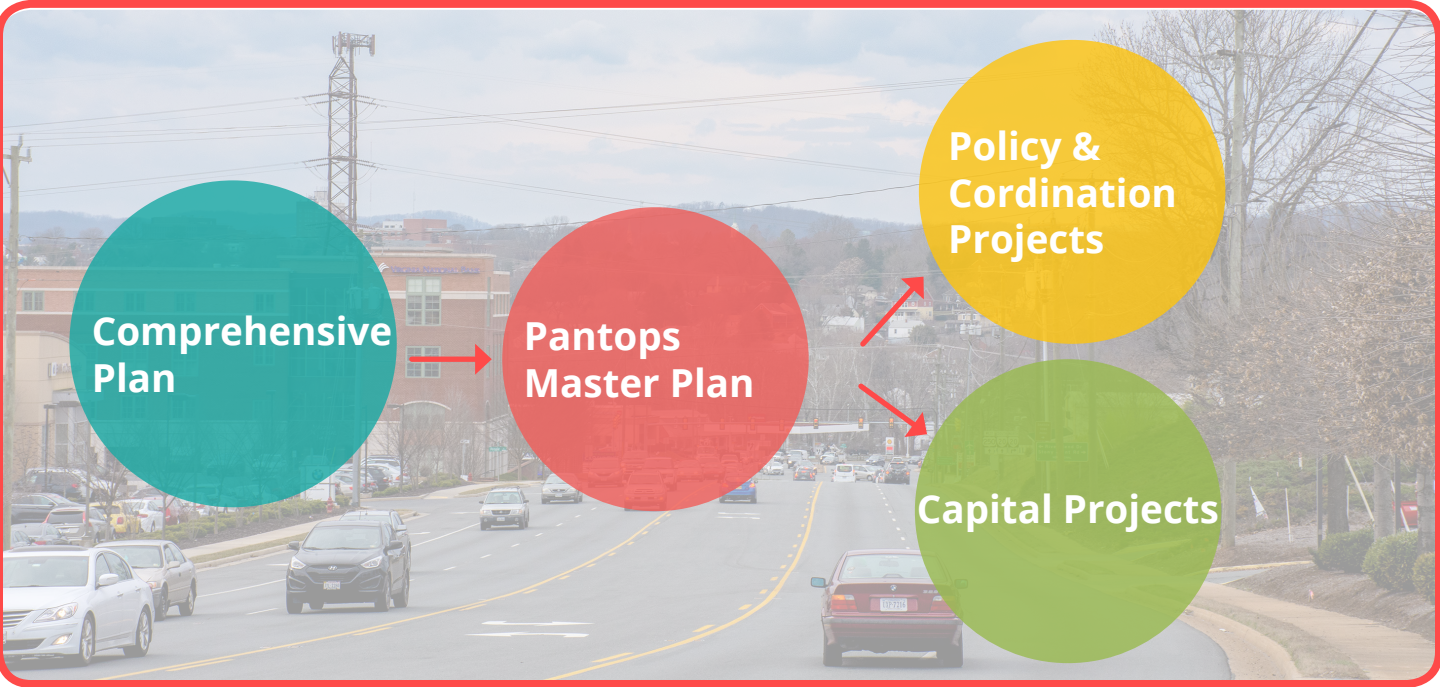 Comprehensive
Plan
Pantops
Master Plan
Policy &
Cordination
Projects
Capital Projects